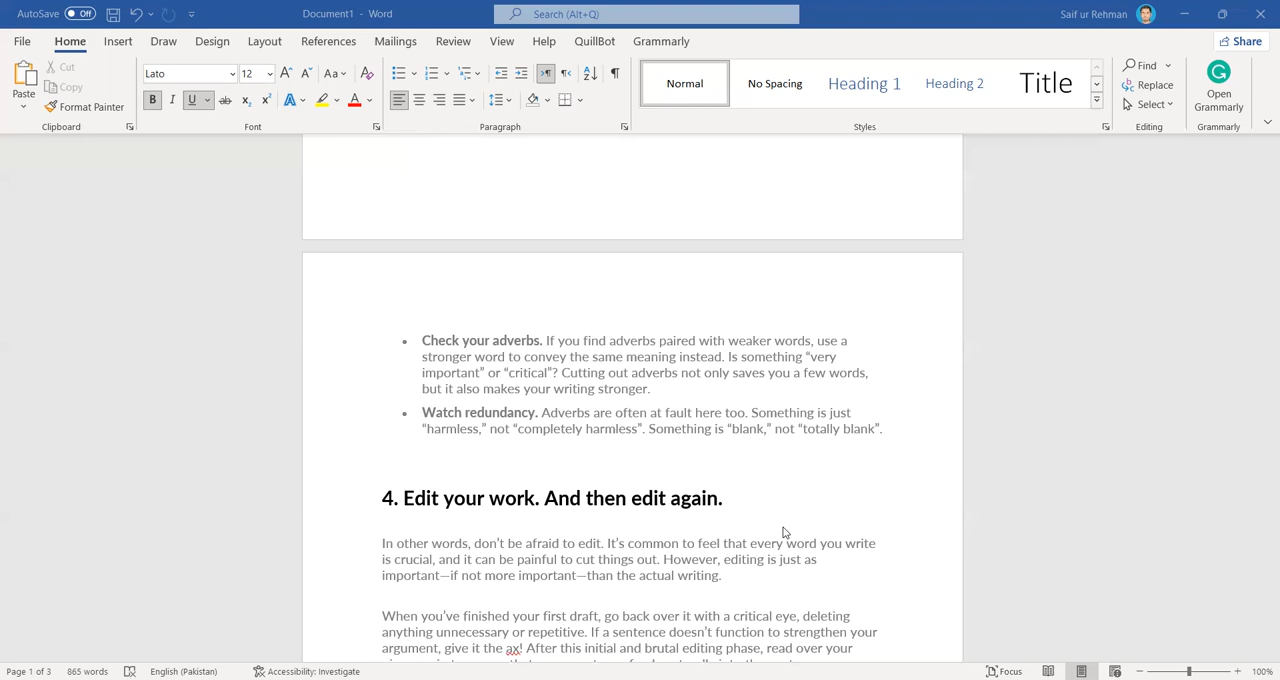 AutoSave Off Document1 - Word Search (Alt+Q) Saif ur Rehman
File Home Insert Draw Design Layout References Mailings Review View Help QuillBot Grammarly Share
Paste Cut Copy Format Painter
Clipboard
Lato 12
Font
Paragraph
Normal No Spacing Heading 1 Heading 2 Title
Styles
Find
Replace
Select
Editing
Open
Grammarly
Grammarly
Check your adverbs. If you find adverbs paired with weaker words, use a
stronger word to convey the same meaning instead. Is something “very
important” or “critical”? Cutting out adverbs not only saves you a few words,
but it also makes your writing stronger.
Watch redundancy. Adverbs are often at fault here too. Something is just
“harmless,” not “completely harmless”. Something is “blank,” not “totally blank”.
4. Edit your work. And then edit again.
In other words, don’t be afraid to edit. It’s common to feel that every word you write
is crucial, and it can be painful to cut things out. However, editing is just as
important—if not more important—than the actual writing.
When you’ve finished your first draft, go back over it with a critical eye, deleting
anything unnecessary or repetitive. If a sentence doesn’t function to strengthen your
argument, give it the ax! After this initial and brutal editing phase, read over your
Page 1 of 3 865 words English (Pakistan) Accessibility: Investigate Focus 100%